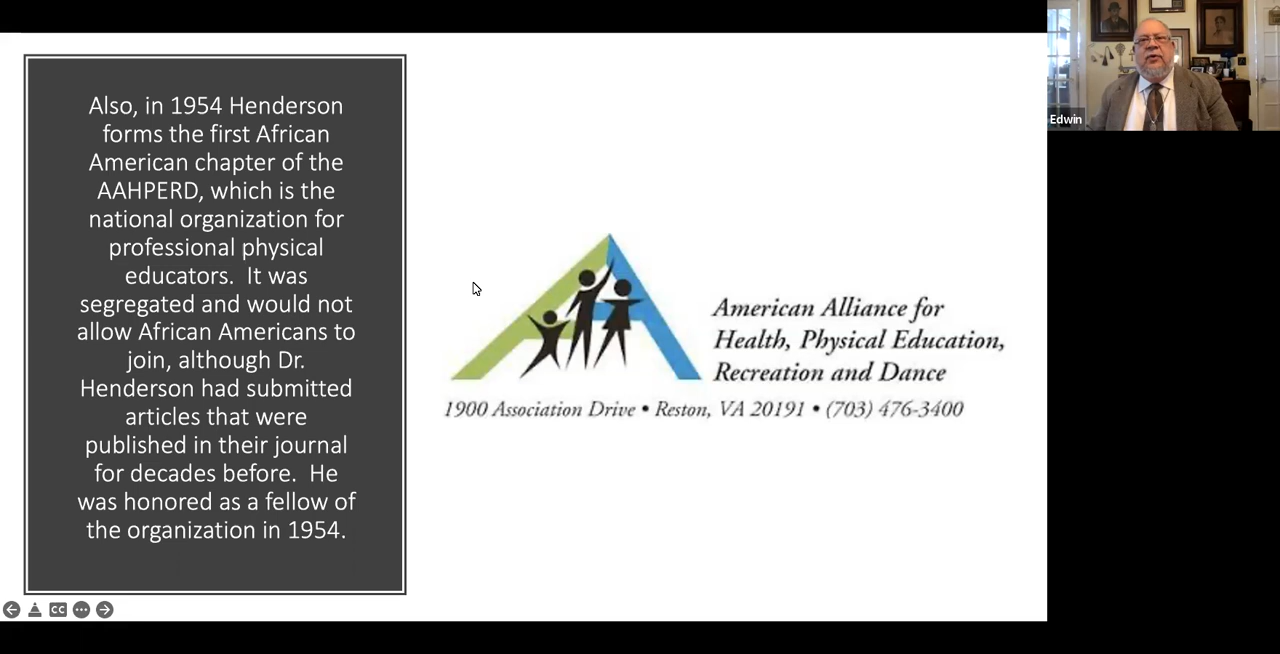 Also, in 1954 Henderson
forms the first African
American chapter of the
AAHPERD, which is the
national organization for
professional physical
educators.  It was
segregated and would not
allow African Americans to
join, although Dr.
Henderson had submitted
articles that were
published in their journal
for decades before.  He
was honored as a fellow of
the organization in 1954.
American Alliance for
Health, Physical Education,
Recreation and Dance
1900 Association Drive • Reston, VA 20191 • (703) 476-3400
Edwin
CC